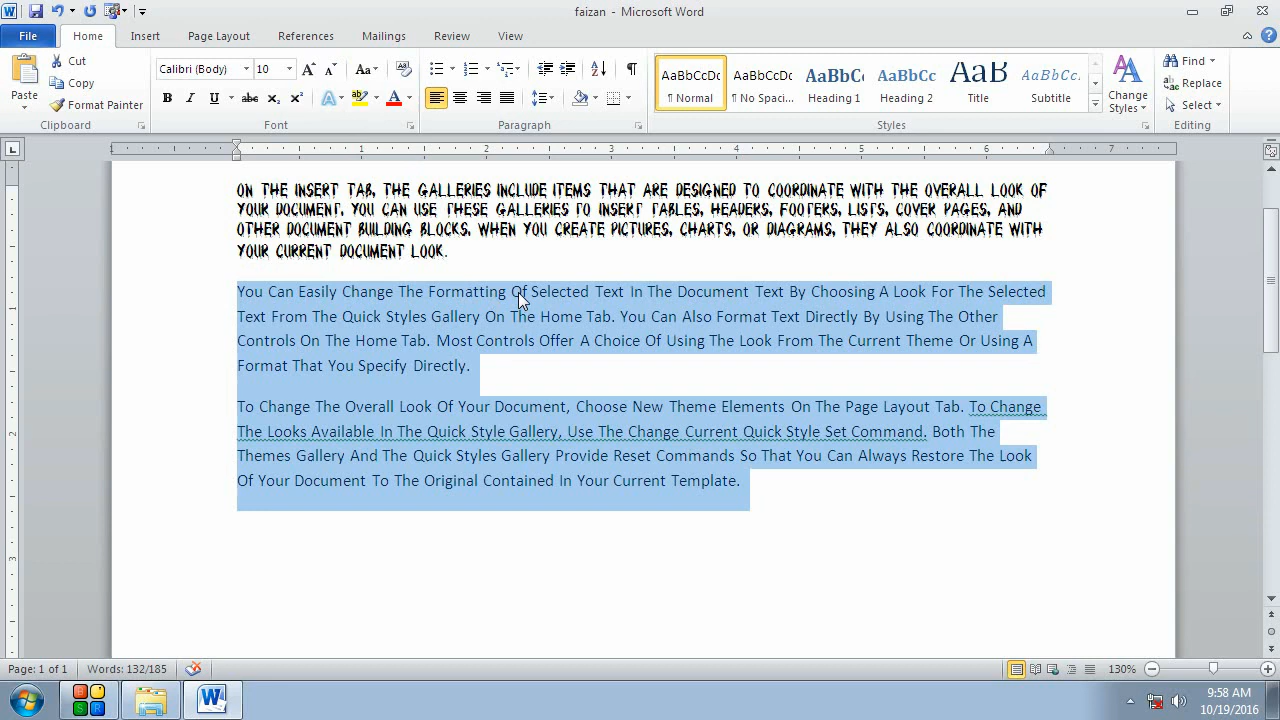 faizan - Microsoft Word
File Home Insert Page Layout References Mailings Review View
Paste Cut Copy Format Painter Clipboard
Calibri (Body) 10 Font
Paragraph
AaBbCcDc ¶ Normal AaBbCcDc ¶ No Spaci... AaBbCc Heading 1 AaBbCc Heading 2 AaB Title AaBbCc. Subtitle Styles
Change Styles
Find Replace Select Editing
1 1 2 3 4 5 6 7
ON THE INSERT TAB, THE GALLERIES INCLUDE ITEMS THAT ARE DESIGNED TO COORDINATE WITH THE OVERALL LOOK OF
YOUR DOCUMENT. YOU CAN USE THESE GALLERIES TO INSERT TABLES, HEADERS, FOOTERS, LISTS, COVER PAGES, AND
OTHER DOCUMENT BUILDING BLOCKS. WHEN YOU CREATE PICTURES, CHARTS, OR DIAGRAMS, THEY ALSO COORDINATE WITH
YOUR CURRENT DOCUMENT LOOK.
You Can Easily Change The Formatting Of Selected Text In The Document Text By Choosing A Look For The Selected
Text From The Quick Styles Gallery On The Home Tab. You Can Also Format Text Directly By Using The Other
Controls On The Home Tab. Most Controls Offer A Choice Of Using The Look From The Current Theme Or Using A
Format That You Specify Directly.
To Change The Overall Look Of Your Document, Choose New Theme Elements On The Page Layout Tab. To Change
The Looks Available In The Quick Style Gallery, Use The Change Current Quick Style Set Command. Both The
Themes Gallery And The Quick Styles Gallery Provide Reset Commands So That You Can Always Restore The Look
Of Your Document To The Original Contained In Your Current Template.
Page: 1 of 1 Words: 132/185 130%
9:58 AM
10/19/2016